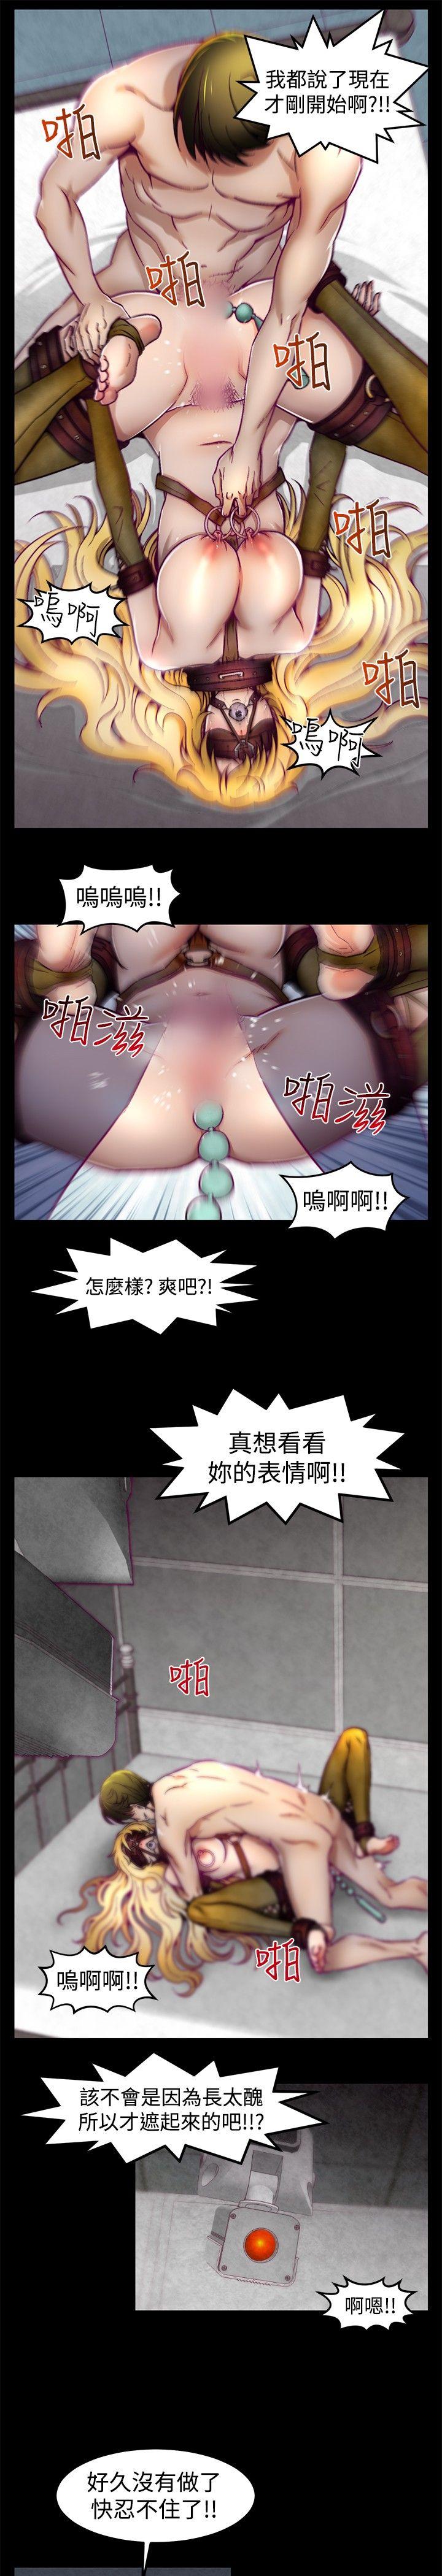 我都說了現在
才剛開始啊?!!
啪
啪
啪
啪
嗚啊
啪
嗚啊
嗚嗚嗚!!
啪滋
啪滋
嗚啊啊!!
怎麼樣? 爽吧?!
真想看看
妳的表情啊!!
啪
啪
嗚啊啊!!
該不會是因為長太醜
所以才遮起來的吧!!?
啊嗯!!
好久沒有做了
快忍不住了!!